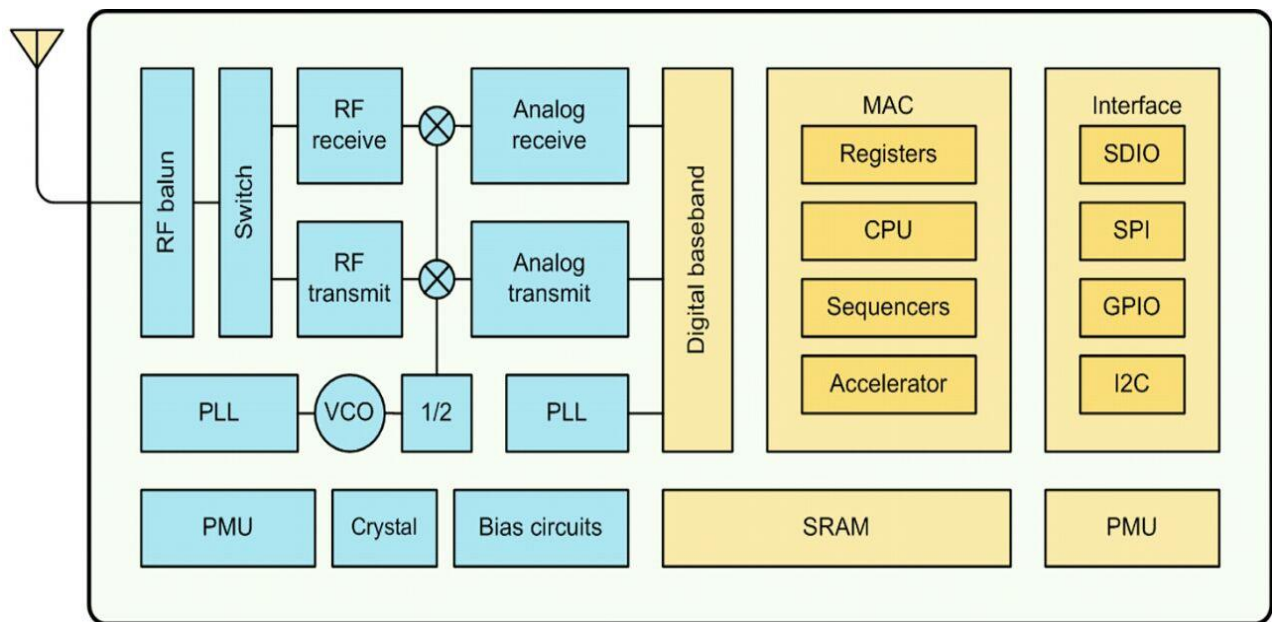 RF balun
Switch
RF
receive
Analog
receive
RF
transmit
Analog
transmit
PLL
VCO
1/2
PLL
Digital baseband
MAC
Registers
CPU
Sequencers
Accelerator
Interface
SDIO
SPI
GPIO
I2C
PMU
Crystal
Bias circuits
SRAM
PMU